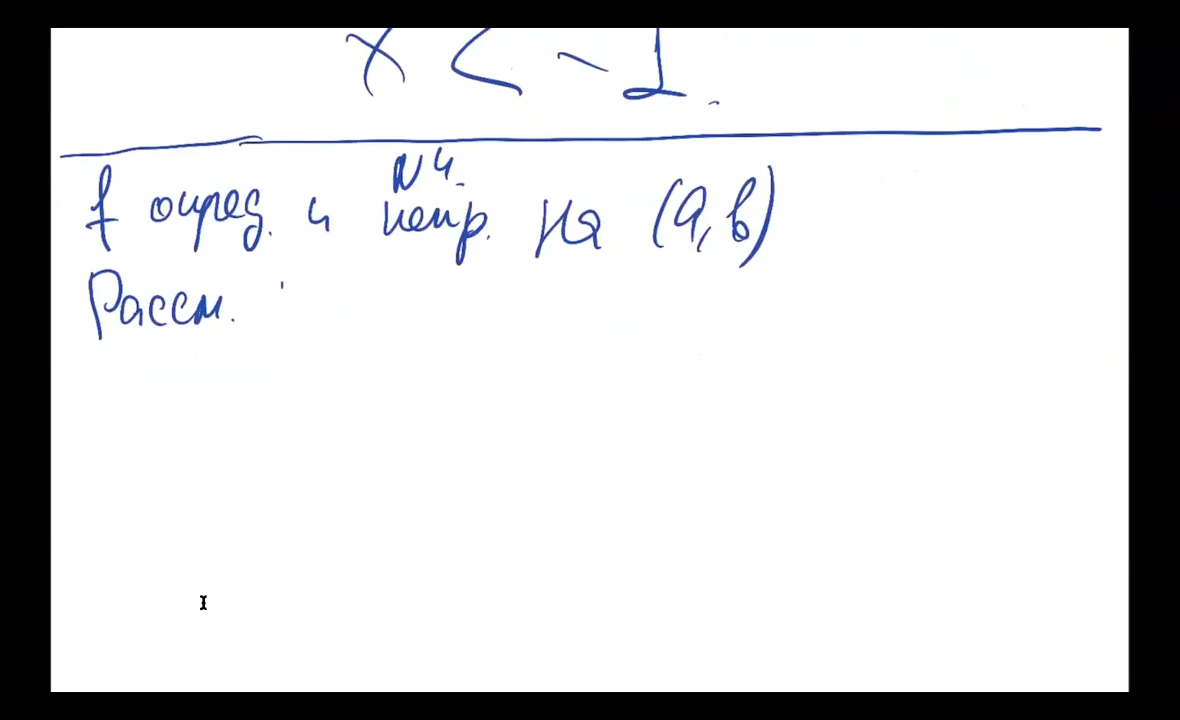 x < -1.
N4.
f опред. и непр. на (a, b)
Рассм.